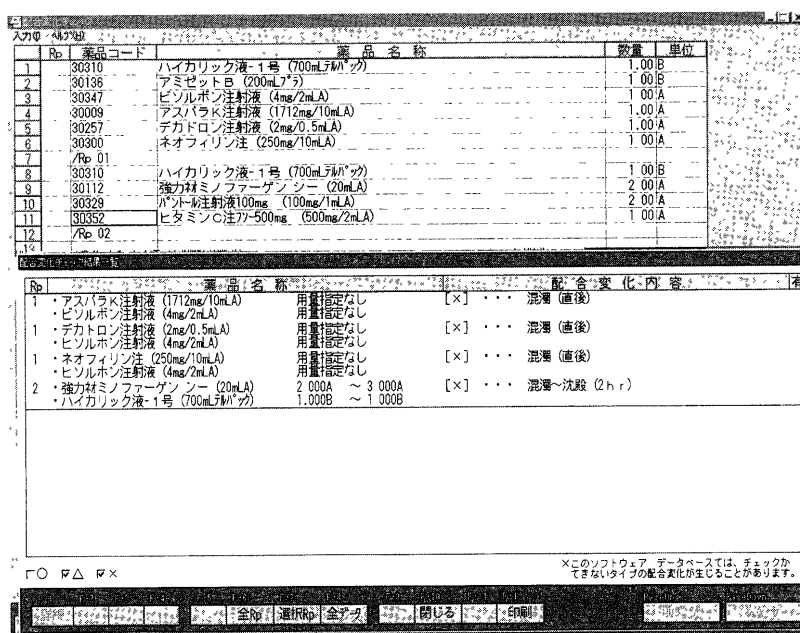 入力(I) ヘルプ(H)
Rp 薬品コード 薬 品 名 称 数量 単位
1 30310 ハイカリック液-1号 (700mLテルパック) 1.00 B
2 30136 アミゼットB (200mLプラ) 1 00 B
3 30347 ビソルボン注射液 (4mg/2mLA) 1 00 A
4 30009 アスパラK注射液 (1712mg/10mLA) 1.00 A
5 30257 デカドロン注射液 (2mg/0.5mLA) 1.00 A
6 30300 ネオフィリン注 (250mg/10mLA) 1 00 A
7 /Rp 01
8 30310 ハイカリック液-1号 (700mLテルパック) 1 00 B
9 30112 強力ネオミノファーゲン シー (20mLA) 2 00 A
10 30329 パントール注射液100mg (100mg/1mLA) 2 00 A
11 30352 ビタミンC注フソー500mg (500mg/2mLA) 1 00 A
12 /Rp 02
13
Rp 薬 品 名 称 配 合 変 化 内 容 有
1 ・アスパラK注射液 (1712mg/10mLA) 用量指定なし [×] ・・・ 混濁 (直後)
・ビソルボン注射液 (4mg/2mLA) 用量指定なし
1 ・デカドロン注射液 (2mg/0.5mLA) 用量指定なし [×] ・・・ 混濁 (直後)
・ビソルボン注射液 (4mg/2mLA) 用量指定なし
1 ・ネオフィリン注 (250mg/10mLA) 用量指定なし [×] ・・・ 混濁 (直後)
・ビソルボン注射液 (4mg/2mLA) 用量指定なし
2 ・強力ネオミノファーゲン シー (20mLA) 2 000A ~ 3 000A [×] ・・・ 混濁~沈殿 (2hr)
・ハイカリック液-1号 (700mLテルパック) 1.000B ~ 1 000B
○ △ ×
※このソフトウェア データベースでは、チェックが
できないタイプの配合変化が生じることがあります。
全Rp 選択Rp 全データ 閉じる 印刷